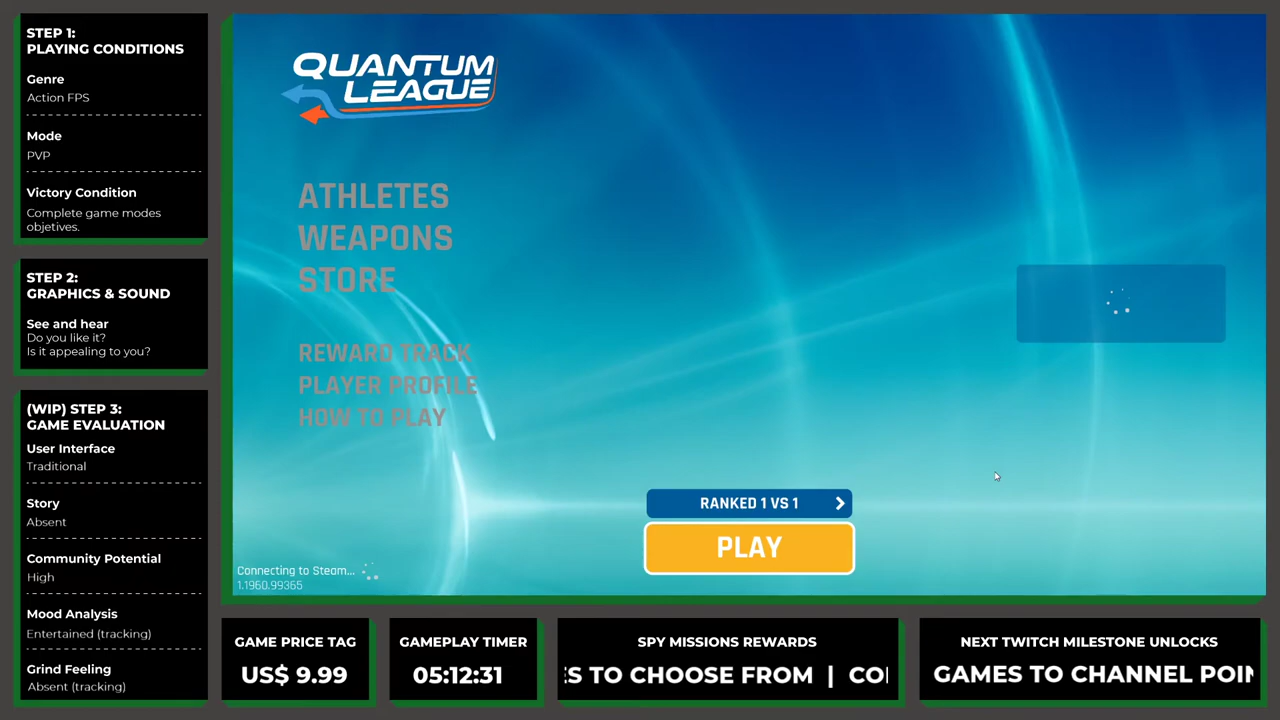 STEP 1:
PLAYING CONDITIONS
Genre
Action FPS
Mode
PVP
Victory Condition
Complete game modes
objetives.
STEP 2:
GRAPHICS & SOUND
See and hear
Do you like it?
Is it appealing to you?
(WIP) STEP 3:
GAME EVALUATION
User Interface
Traditional
Story
Absent
Community Potential
High
Mood Analysis
Entertained (tracking)
Grind Feeling
Absent (tracking)
QUANTUM
LEAGUE
ATHLETES
WEAPONS
STORE
REWARD TRACK
PLAYER PROFILE
HOW TO PLAY
RANKED 1 VS 1
PLAY
Connecting to Steam...
1.1960.99365
GAME PRICE TAG
US$ 9.99
GAMEPLAY TIMER
05:12:31
SPY MISSIONS REWARDS
ES TO CHOOSE FROM | CO
NEXT TWITCH MILESTONE UNLOCKS
GAMES TO CHANNEL POIN